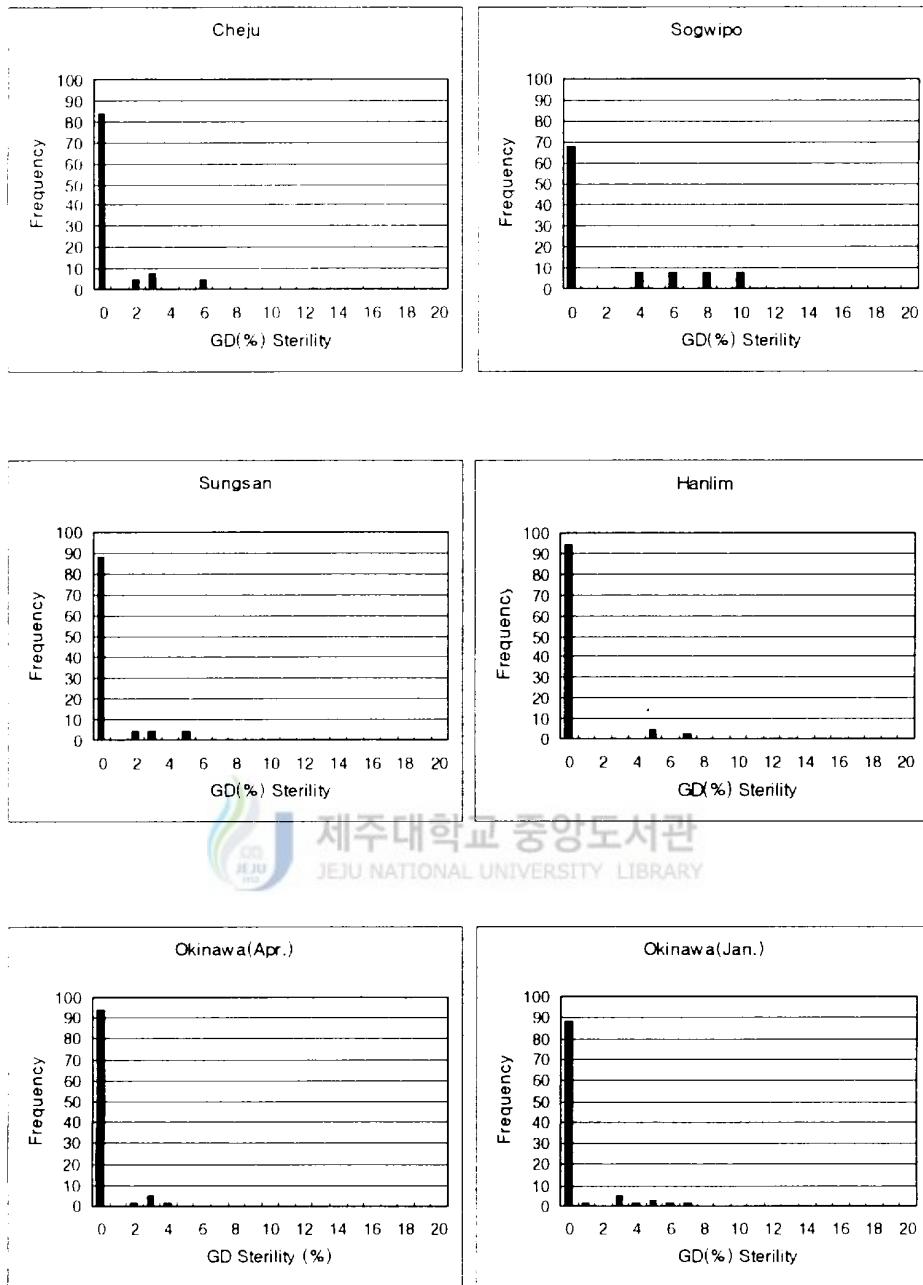 Cheju
Frequency
100
90
80
70
60
50
40
30
20
10
0
0 2 4 6 8 10 12 14 16 18 20
GD(%) Sterility
Sogwipo
Frequency
100
90
80
70
60
50
40
30
20
10
0
0 2 4 6 8 10 12 14 16 18 20
GD(%) Sterility
Sungsan
Frequency
100
90
80
70
60
50
40
30
20
10
0
0 2 4 6 8 10 12 14 16 18 20
GD(%) Sterility
Hanlim
Frequency
100
90
80
70
60
50
40
30
20
10
0
0 2 4 6 8 10 12 14 16 18 20
GD(%) Sterility
JEJU
1952
제주대학교 중앙도서관
JEJU NATIONAL UNIVERSITY LIBRARY
Okinawa(Apr.)
Frequency
100
90
80
70
60
50
40
30
20
10
0
0 2 4 6 8 10 12 14 16 18 20
GD Sterility (%)
Okinawa(Jan.)
Frequency
100
90
80
70
60
50
40
30
20
10
0
0 2 4 6 8 10 12 14 16 18 20
GD(%) Sterility